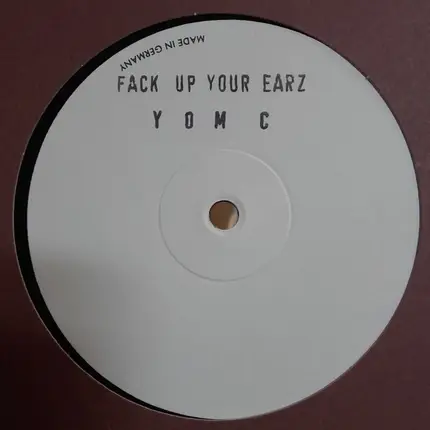 MADE IN GERMANY
FACK UP YOUR EARZ
Y O M C